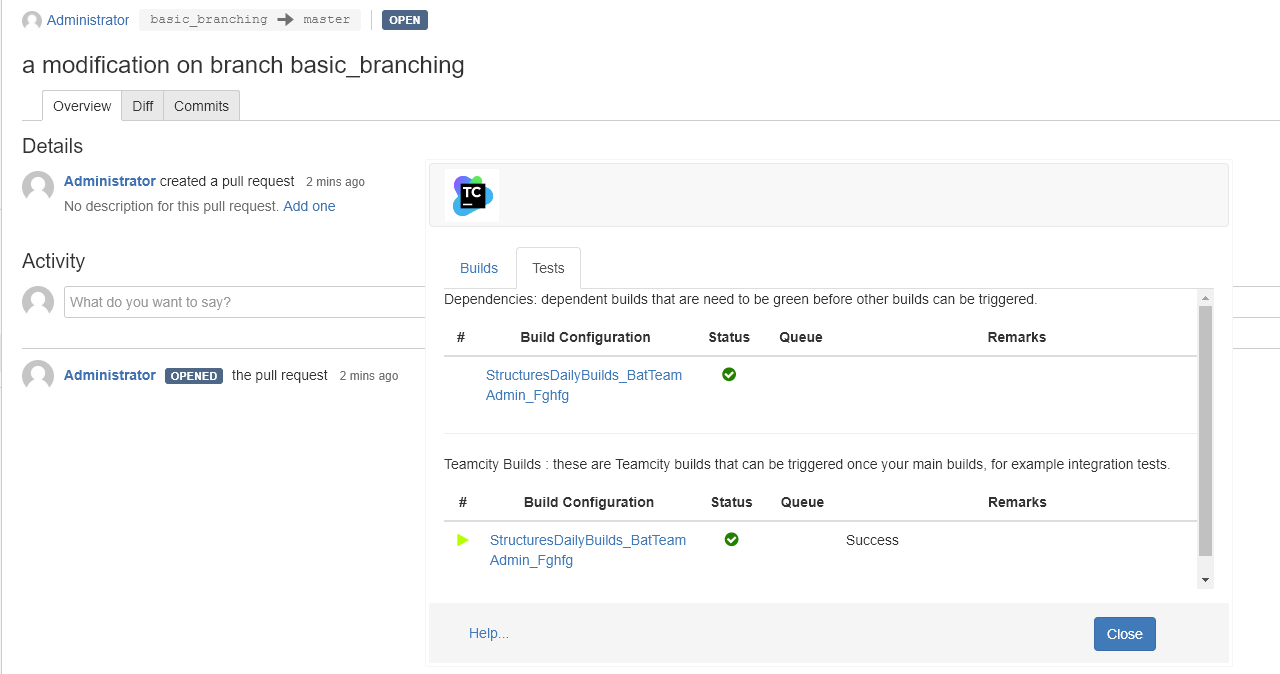 Administrator basic_branching master OPEN
a modification on branch basic_branching
Overview Diff Commits
Details
Administrator created a pull request 2 mins ago
No description for this pull request. Add one
Activity
What do you want to say?
Administrator OPENED the pull request 2 mins ago
TC
Builds Tests
Dependencies: dependent builds that are need to be green before other builds can be triggered.
# Build Configuration Status Queue Remarks
StructuresDailyBuilds_BatTeam
Admin_Fghfg
Teamcity Builds : these are Teamcity builds that can be triggered once your main builds, for example integration tests.
# Build Configuration Status Queue Remarks
StructuresDailyBuilds_BatTeam Success
Admin_Fghfg
Help... Close